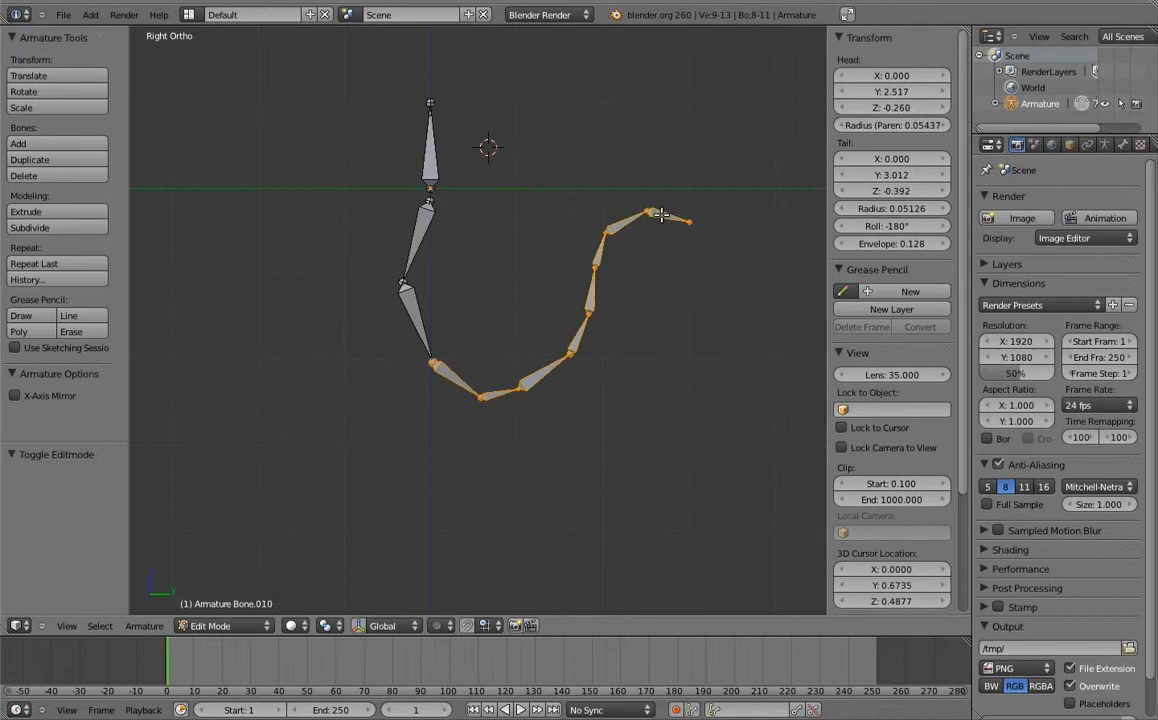 File Add Render Help
Default
Scene
Blender Render
blender.org 260 | Ve:9-13 | Bo:8-11 | Armature
Armature Tools
Transform:
Translate
Rotate
Scale
Bones:
Add
Duplicate
Delete
Modeling:
Extrude
Subdivide
Repeat:
Repeat Last
History...
Grease Pencil:
Draw Line
Poly Erase
Use Sketching Sessio
Armature Options
X-Axis Mirror
Toggle Editmode
Right Ortho
(1) Armature Bone.010
Transform
Head:
X: 0.000
Y: 2.517
Z: -0.260
Radius (Paren: 0.05437
Tail:
X: 0.000
Y: 3.012
Z: -0.392
Radius: 0.05126
Roll: -180°
Envelope: 0.128
Grease Pencil
New
New Layer
Delete Frame Convert
View
Lens: 35.000
Lock to Object:
Lock to Cursor
Lock Camera to View
Clip:
Start: 0.100
End: 1000.000
Local Camera:
3D Cursor Location:
X: 0.0000
Y: 0.6735
Z: 0.4877
View Search All Scenes
Scene
RenderLayers
World
Armature
Scene
Render
Image Animation
Display: Image Editor
Layers
Dimensions
Render Presets
Resolution: Frame Range:
X: 1920 Start Fram: 1
Y: 1080 End Fra: 250
50% Frame Step: 1
Aspect Ratio: Frame Rate:
X: 1.000 24 fps
Y: 1.000 Time Remapping:
Bor Cro 100 100
Anti-Aliasing
5 8 11 16 Mitchell-Netra
Full Sample Size: 1.000
Sampled Motion Blur
Shading
Performance
Post Processing
Stamp
Output
/tmp/
PNG File Extension
BW RGB RGBA Overwrite
Placeholders
View Select Armature Edit Mode Global
-50 -40 -30 -20 -10 0 10 20 30 40 50 60 70 80 90 100 110 120 130 140 150 160 170 180 190 200 210 220 230 240 250 260 270 280
View Frame Playback Start: 1 End: 250 1 No Sync